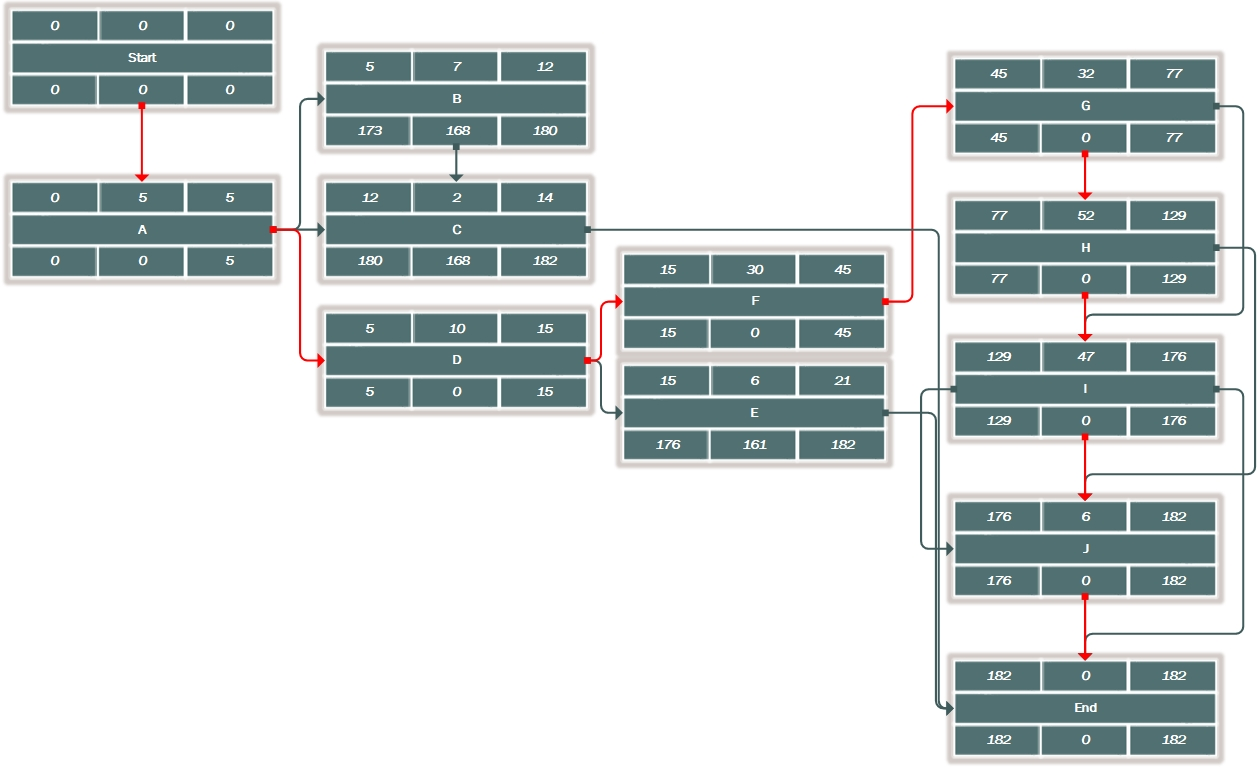 0 0 0
Start
0 0 0
0 5 5
A
0 0 5
5 7 12
B
173 168 180
12 2 14
C
180 168 182
5 10 15
D
5 0 15
15 30 45
F
15 0 45
15 6 21
E
176 161 182
45 32 77
G
45 0 77
77 52 129
H
77 0 129
129 47 176
I
129 0 176
176 6 182
J
176 0 182
182 0 182
End
182 0 182